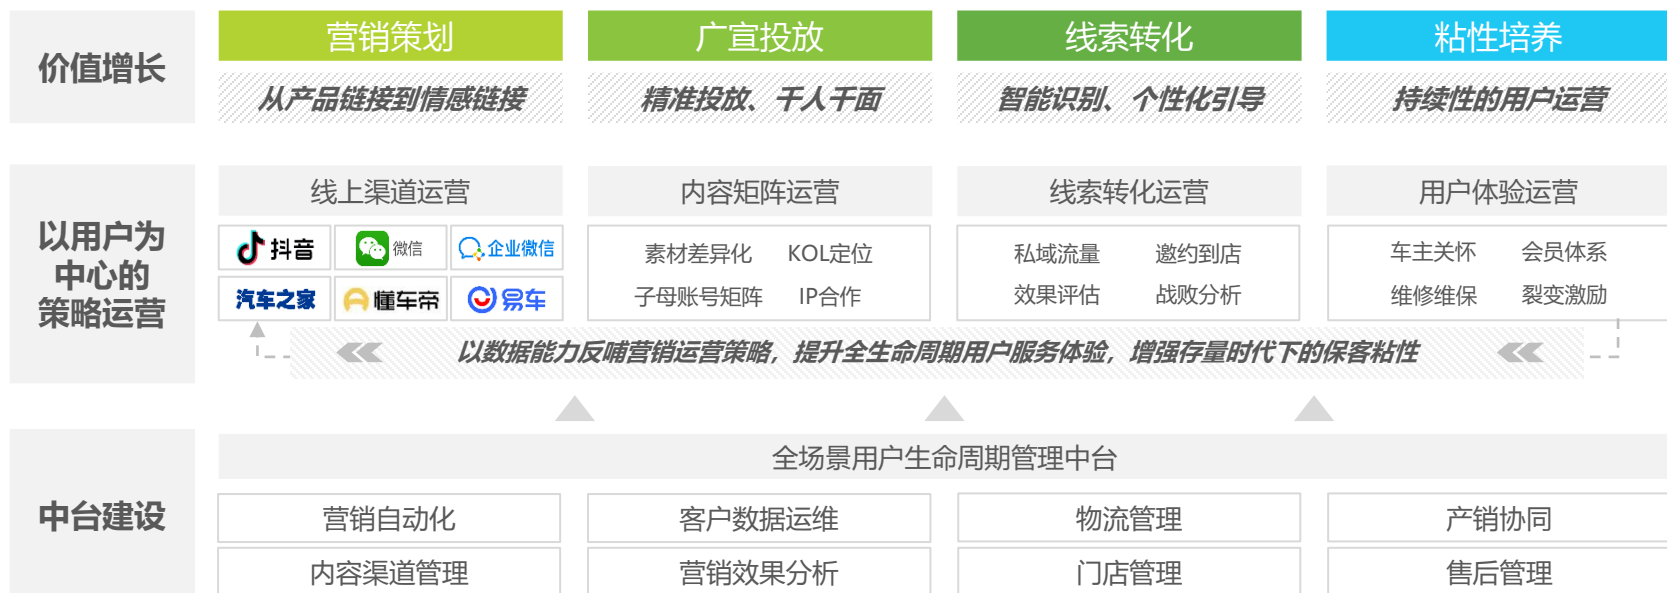 价值增长
营销策划
广宣投放
线索转化
粘性培养
从产品链接到情感链接
精准投放、千人千面
智能识别、个性化引导
持续性的用户运营
以用户为
中心的
策略运营
线上渠道运营
内容矩阵运营
线索转化运营
用户体验运营
抖音
微信
企业微信
汽车之家
懂车帝
易车
素材差异化 KOL定位
子母账号矩阵 IP合作
私域流量 邀约到店
效果评估 战败分析
车主关怀 会员体系
维修维保 裂变激励
以数据能力反哺营销运营策略，提升全生命周期用户服务体验，增强存量时代下的保客粘性
中台建设
全场景用户生命周期管理中台
营销自动化
客户数据运维
物流管理
产销协同
内容渠道管理
营销效果分析
门店管理
售后管理